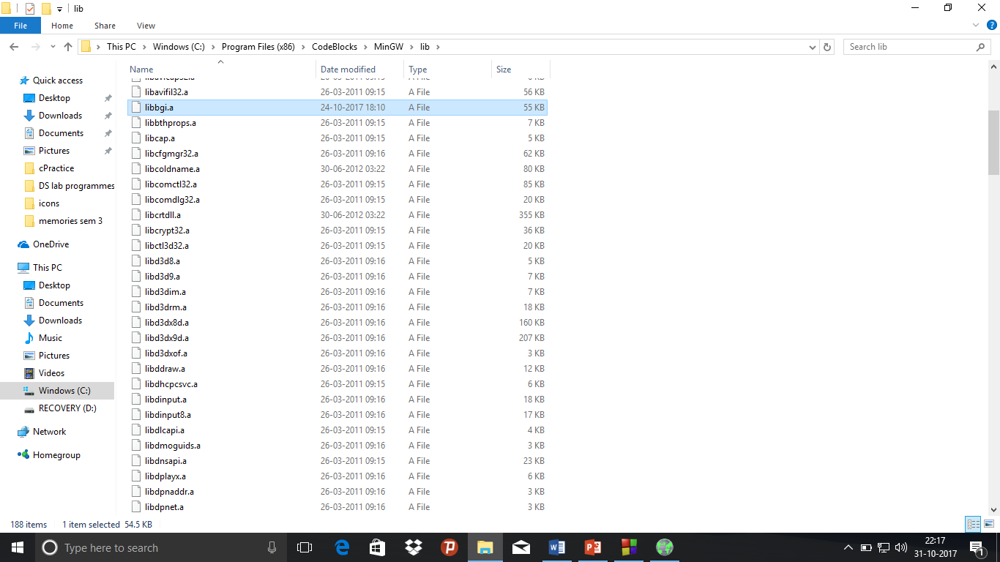 lib
File Home Share View
This PC Windows (C:) Program Files (x86) CodeBlocks MinGW lib
Search lib
Name Date modified Type Size
libavifil32.a 26-03-2011 09:15 A File 56 KB
libbgi.a 24-10-2017 18:10 A File 55 KB
libbthprops.a 26-03-2011 09:15 A File 7 KB
libcap.a 26-03-2011 09:15 A File 5 KB
libcfgmgr32.a 26-03-2011 09:16 A File 62 KB
libcoldname.a 30-06-2012 03:22 A File 80 KB
libcomctl32.a 26-03-2011 09:15 A File 85 KB
libcomdlg32.a 26-03-2011 09:15 A File 20 KB
libcrtdll.a 30-06-2012 03:22 A File 355 KB
libcrypt32.a 26-03-2011 09:15 A File 36 KB
libctl3d32.a 26-03-2011 09:15 A File 20 KB
libd3d8.a 26-03-2011 09:16 A File 5 KB
libd3d9.a 26-03-2011 09:16 A File 7 KB
libd3dim.a 26-03-2011 09:16 A File 7 KB
libd3drm.a 26-03-2011 09:16 A File 18 KB
libd3dx8d.a 26-03-2011 09:16 A File 160 KB
libd3dx9d.a 26-03-2011 09:16 A File 207 KB
libd3dxof.a 26-03-2011 09:16 A File 3 KB
libddraw.a 26-03-2011 09:16 A File 12 KB
libdhcpcsvc.a 26-03-2011 09:15 A File 6 KB
libdinput.a 26-03-2011 09:16 A File 18 KB
libdinput8.a 26-03-2011 09:16 A File 17 KB
libdlcapi.a 26-03-2011 09:15 A File 4 KB
libdmoguids.a 26-03-2011 09:16 A File 3 KB
libdnsapi.a 26-03-2011 09:15 A File 23 KB
libdplayx.a 26-03-2011 09:16 A File 6 KB
libdpnaddr.a 26-03-2011 09:16 A File 3 KB
libdpnet.a 26-03-2011 09:16 A File 3 KB
Quick access
Desktop
Downloads
Documents
Pictures
cPractice
DS lab programmes
icons
memories sem 3
OneDrive
This PC
Desktop
Documents
Downloads
Music
Pictures
Videos
Windows (C:)
RECOVERY (D:)
Network
Homegroup
188 items 1 item selected 54.5 KB
Type here to search
22:17
31-10-2017
1